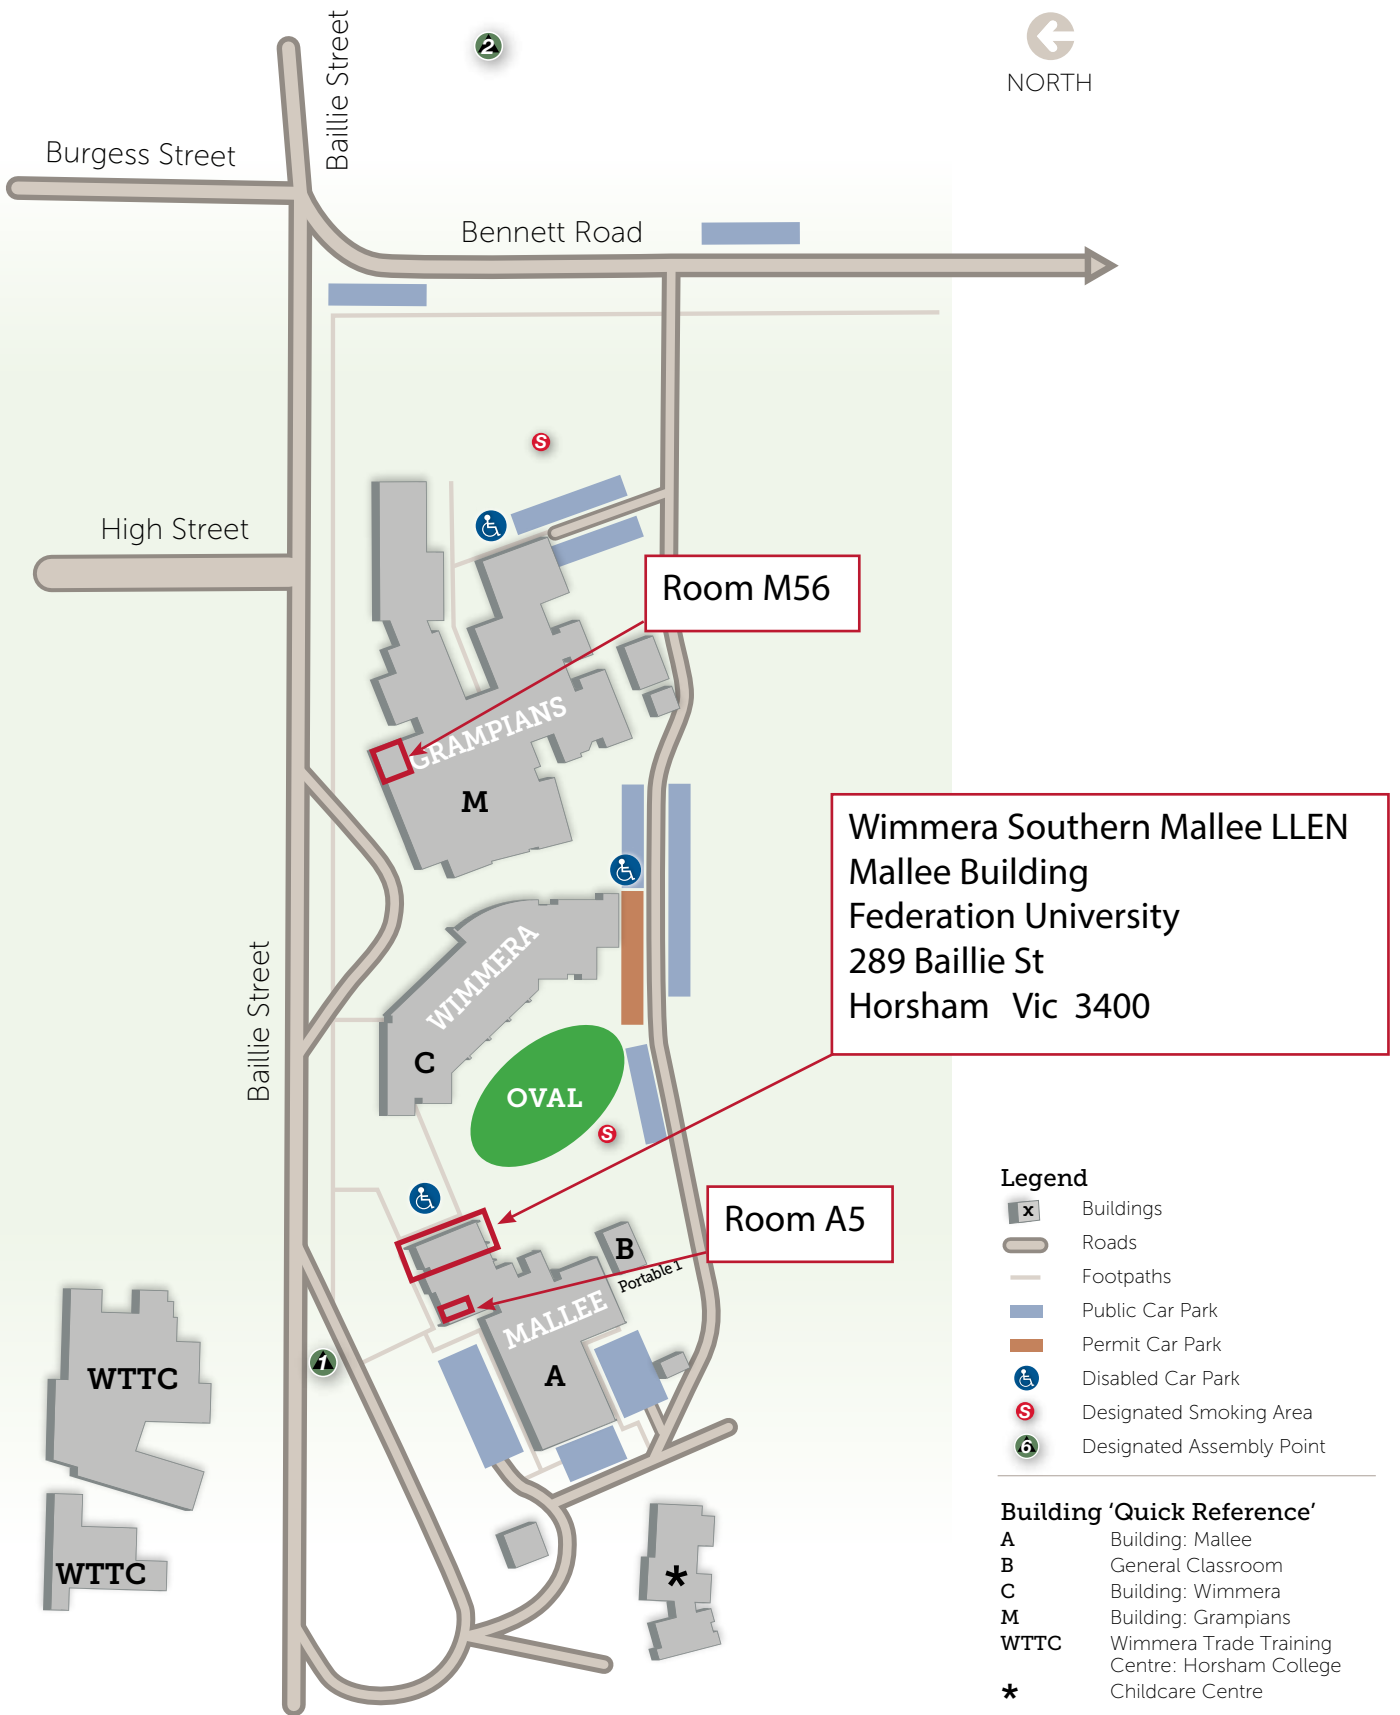 Baillie Street
2
NORTH
Burgess Street
Bennett Road
S
High Street
Room M56
GRAMPIANS
M
Wimmera Southern Mallee LLEN
Mallee Building
Federation University
289 Baillie St
Horsham Vic 3400
WIMMERA
C
Baillie Street
OVAL
S
Room A5
B
Portable 1
MALLEE
A
1
WTTC
WTTC
*
Legend
x Buildings
Roads
Footpaths
Public Car Park
Permit Car Park
Disabled Car Park
S Designated Smoking Area
6 Designated Assembly Point
Building ‘Quick Reference’
A Building: Mallee
B General Classroom
C Building: Wimmera
M Building: Grampians
WTTC Wimmera Trade Training
Centre: Horsham College
* Childcare Centre